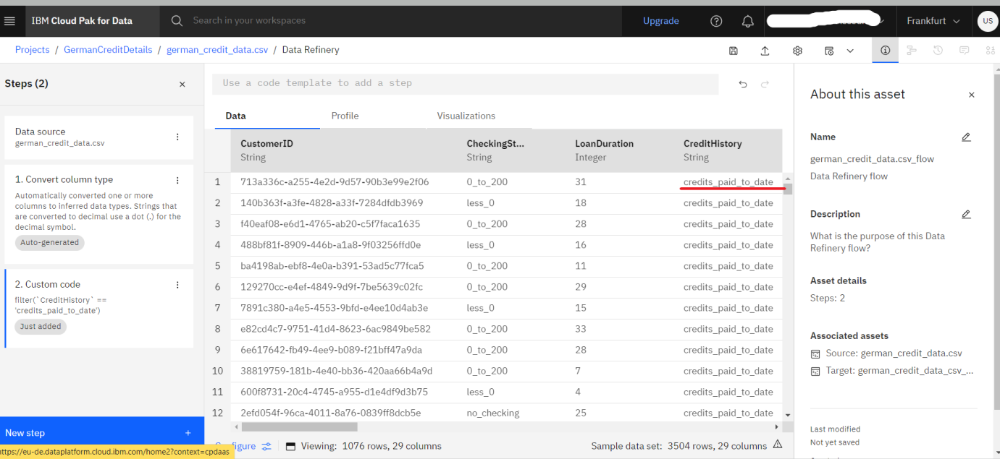 IBM Cloud Pak for Data
Search in your workspaces
Upgrade
Frankfurt
US
Projects / GermanCreditDetails / german_credit_data.csv / Data Refinery
Steps (2)
Data source
german_credit_data.csv
1. Convert column type
Automatically converted one or more
columns to inferred data types. Strings that
are converted to decimal use a dot (.) for the
decimal symbol.
Auto-generated
2. Custom code
filter(`CreditHistory` ==
'credits_paid_to_date')
Just added
New step +
https://eu-de.dataplatform.cloud.ibm.com/home2?context=cpdaas
Use a code template to add a step
Data Profile Visualizations
CustomerID CheckingSt... LoanDuration CreditHistory
String String Integer String
1 713a336c-a255-4e2d-9d57-90b3e99e2f06 0_to_200 31 credits_paid_to_date
2 140b363f-a3fe-4828-a33f-7284dfdb3969 less_0 18 credits_paid_to_date
3 f40eaf08-e6d1-4765-ab20-c5f7faca1635 0_to_200 28 credits_paid_to_date
4 488bf81f-8909-446b-a1a8-9f03256ffd0e less_0 16 credits_paid_to_date
5 ba4198ab-ebf8-4e0a-b391-53ad5c77fca5 0_to_200 11 credits_paid_to_date
6 129270cc-e4ef-4849-9d9f-7be5639c02fc 0_to_200 29 credits_paid_to_date
7 7891c380-a4e5-4553-9bfd-e4ee10d4ab3e less_0 15 credits_paid_to_date
8 e82cd4c7-9751-41d4-8623-6ac9849be582 0_to_200 33 credits_paid_to_date
9 6e617642-fb49-4ee9-b089-f21bff47a9da 0_to_200 28 credits_paid_to_date
10 38819759-181b-4e40-bb36-420aa66b4a9d 0_to_200 7 credits_paid_to_date
11 600f8731-20c4-4745-a955-d1e4df9d3b75 less_0 4 credits_paid_to_date
12 2efd054f-96ca-4011-8a76-0839ff8dcb5e no_checking 25 credits_paid_to_date
Viewing: 1076 rows, 29 columns
Sample data set: 3504 rows, 29 columns
About this asset
Name
german_credit_data.csv_flow
Data Refinery flow
Description
What is the purpose of this Data
Refinery flow?
Asset details
Steps: 2
Associated assets
Source: german_credit_data.csv
Target: german_credit_data_csv_...
Last modified
Not yet saved